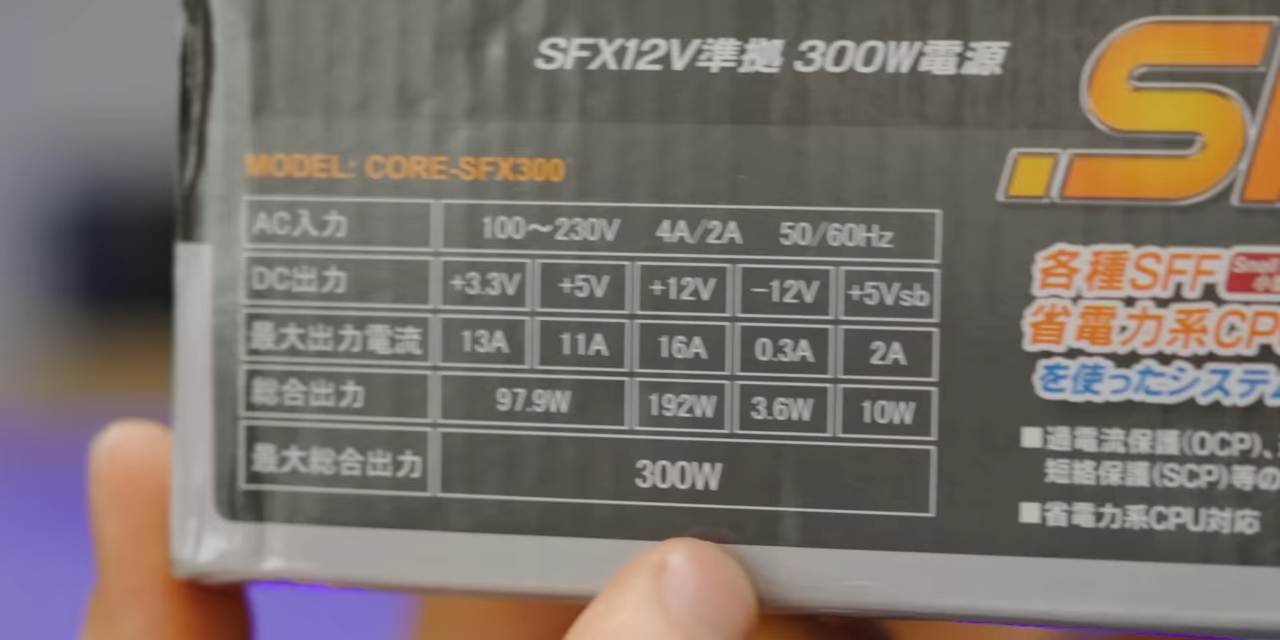 SFX12V準拠 300W電源
MODEL: CORE-SFX300
AC入力 100～230V 4A/2A 50/60Hz
DC出力 +3.3V +5V +12V -12V +5Vsb
最大出力電流 13A 11A 16A 0.3A 2A
総合出力 97.9W 192W 3.6W 10W
最大総合出力 300W
.S
各種SFF
省電力系CP
を使ったシステ
■過電流保護(OCP)、
短絡保護(SCP)等の
■省電力系CPU対応